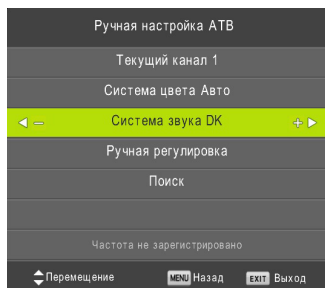 Ручная настройка АТВ
Текущий канал 1
Система цвета Авто
Система звука DK
Ручная регулировка
Поиск
Частота не зарегистрировано
Перемещение MENU Назад EXIT Выход